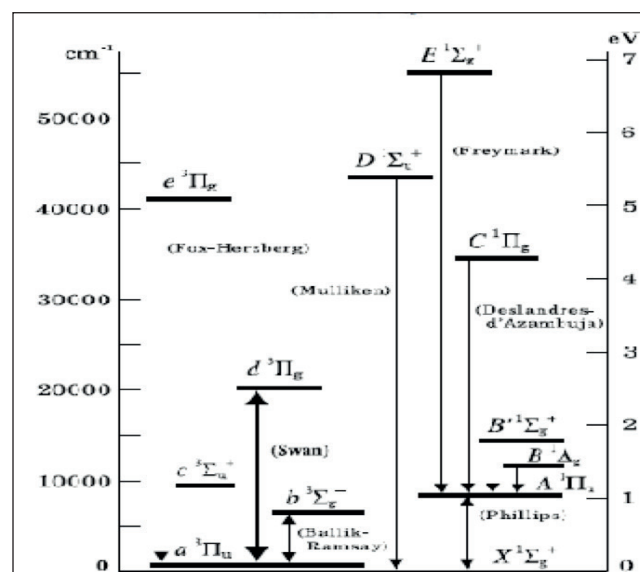 cm⁻¹
eV
E ¹Σg⁺
7
50000
6
(Freymark)
D ¹Σu⁺
e ³Πg
40000
5
C ¹Πg
(Fox-Herzberg)
4
(Mulliken)
30000
(Deslandres-
d'Azambuja)
3
d ³Πg
20000
2
B' ¹Σg⁺
(Swan)
B ¹Δg
c ³Σu⁺
10000
A ¹Πu
1
b ³Σg⁻
(Phillips)
(Ballik-
Ramsay)
a ³Πu
X ¹Σg⁺
0
0